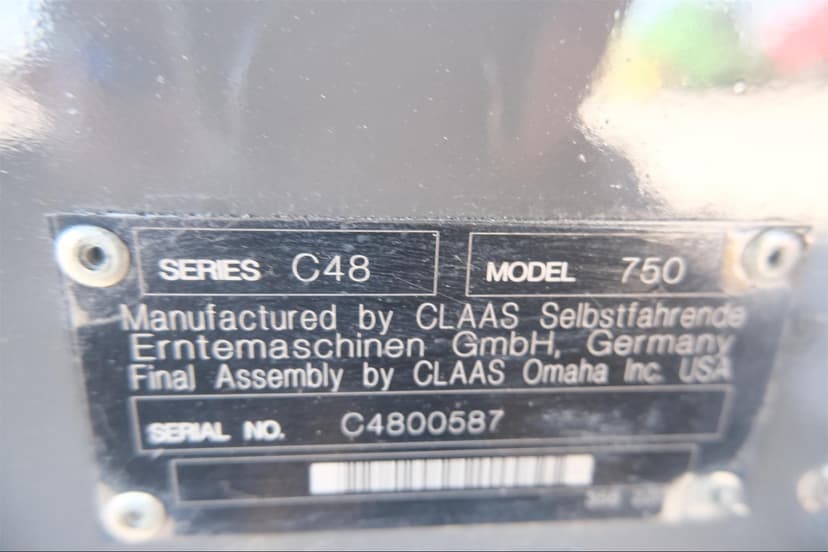 SERIES C48 MODEL 750
Manufactured by CLAAS Selbstfahrende
Erntemaschinen GmbH, Germany
Final Assembly by CLAAS Omaha Inc. USA
SERIAL NO. C4800587